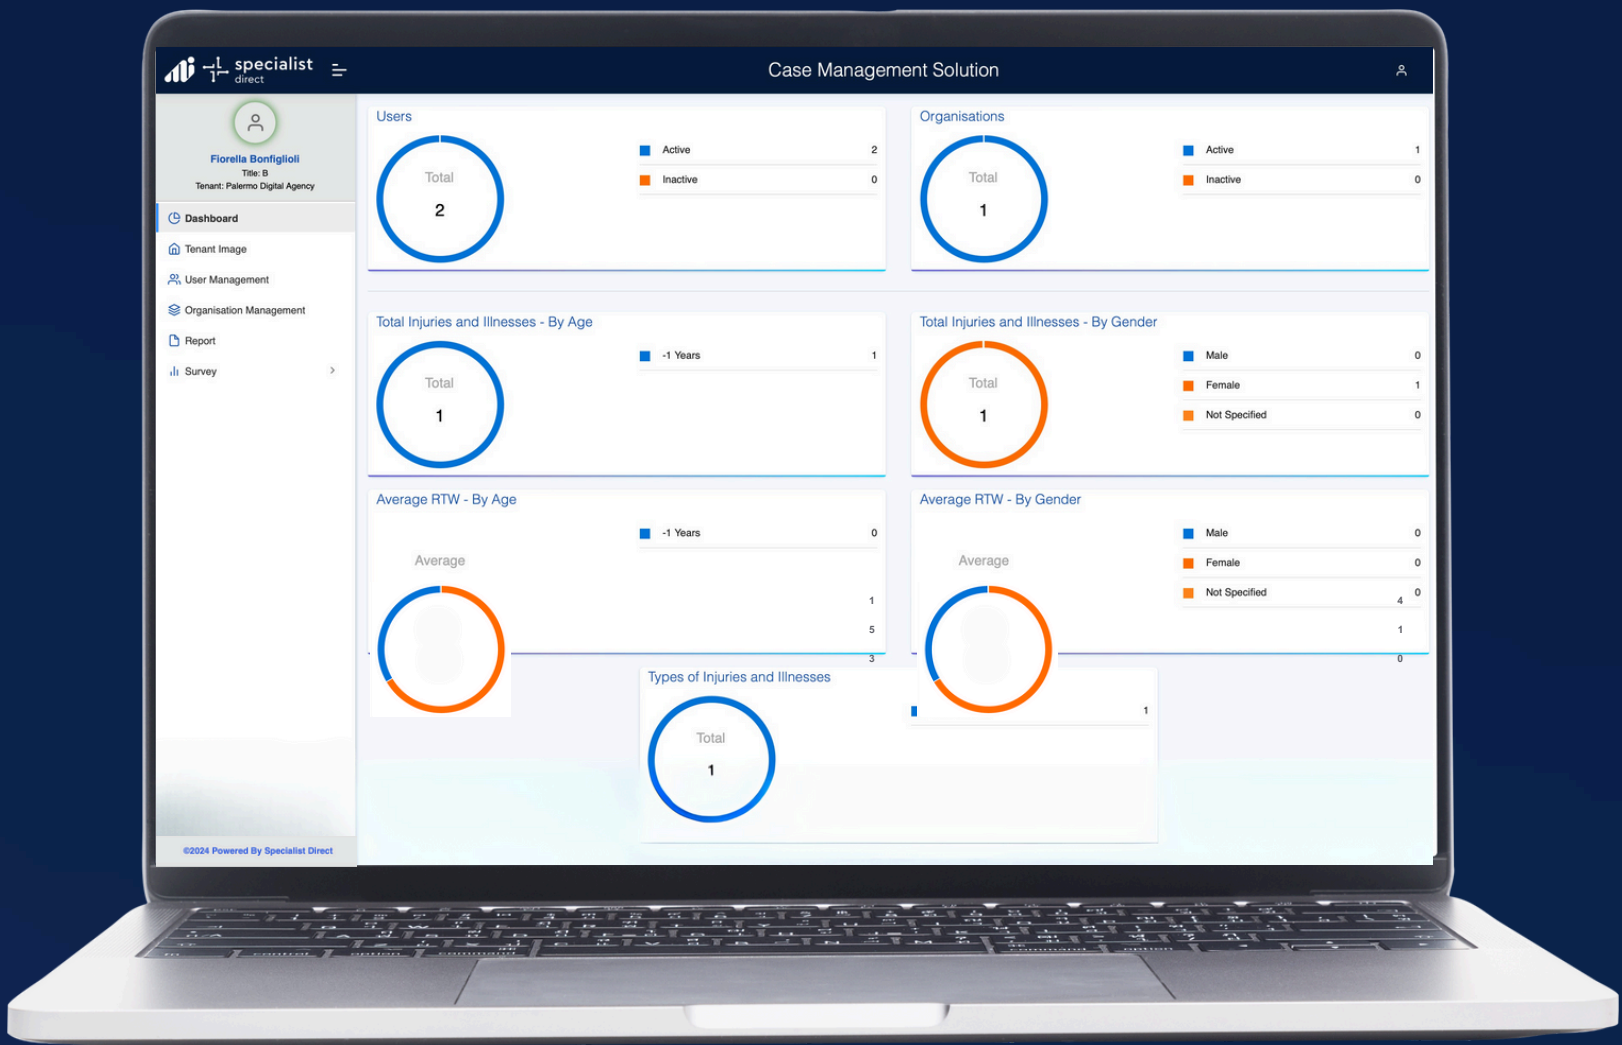 specialist
direct
Case Management Solution
Fiorella Bonfiglioli
Title: B
Tenant: Palermo Digital Agency
Dashboard
Tenant Image
User Management
Organisation Management
Report
Survey
©2024 Powered By Specialist Direct
Users
Total
2
Active 2
Inactive 0
Organisations
Total
1
Active 1
Inactive 0
Total Injuries and Illnesses - By Age
Total
1
-1 Years 1
Total Injuries and Illnesses - By Gender
Total
1
Male 0
Female 1
Not Specified 0
Average RTW - By Age
Average
-1 Years 0
1
5
3
Average RTW - By Gender
Average
Male 0
Female 0
Not Specified 0
4
1
0
Types of Injuries and Illnesses
Total
1
1
control
option
command
command
option